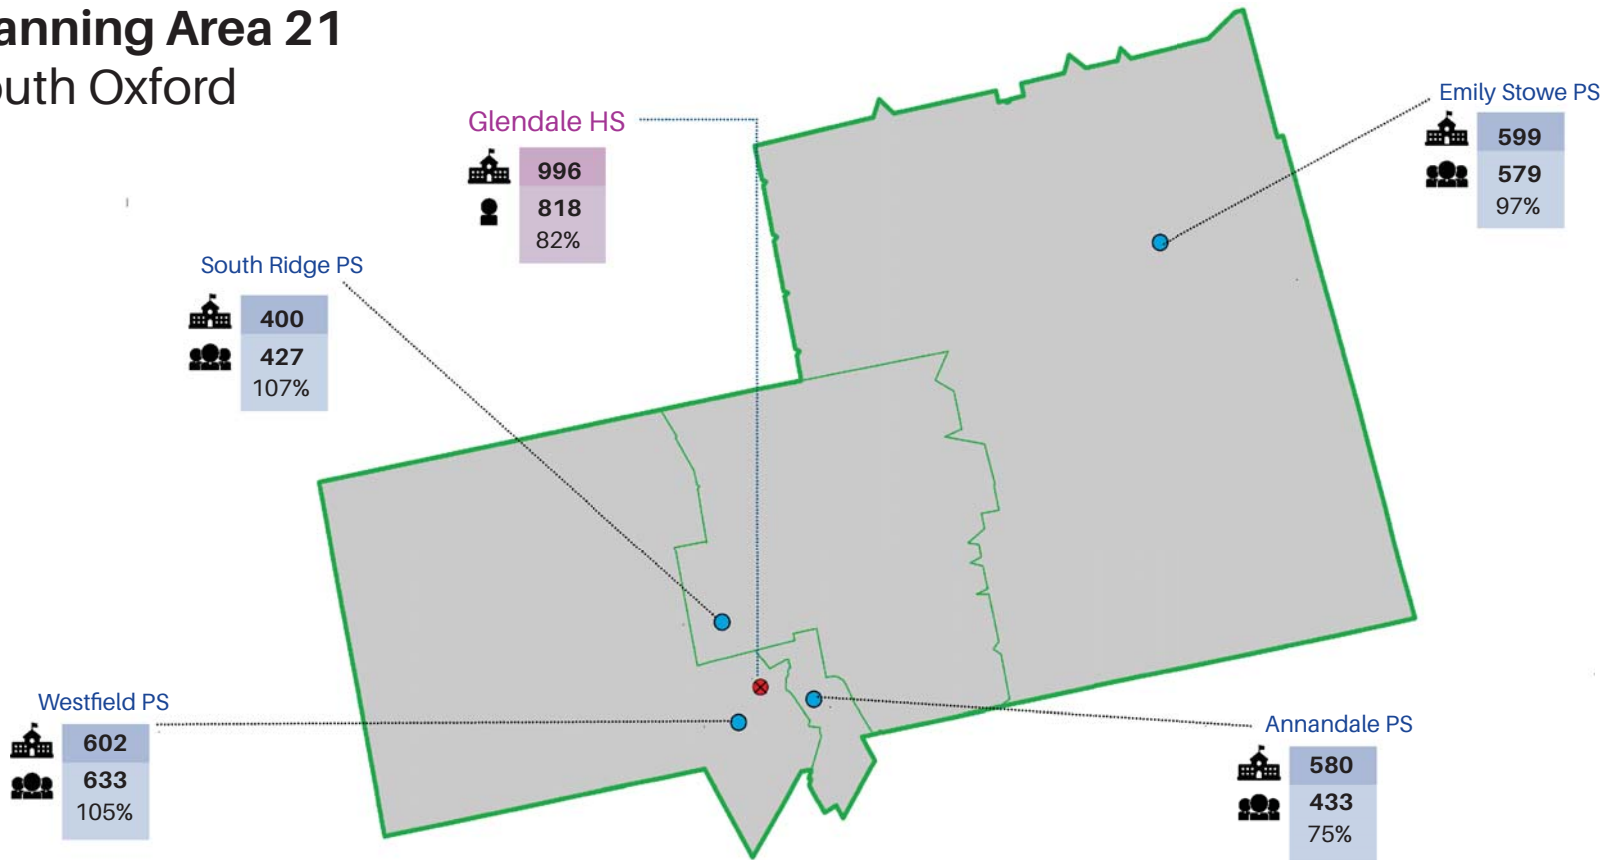 anning Area 21
outh Oxford
Glendale HS
996
818
82%
Emily Stowe PS
599
579
97%
South Ridge PS
400
427
107%
Westfield PS
602
633
105%
Annandale PS
580
433
75%